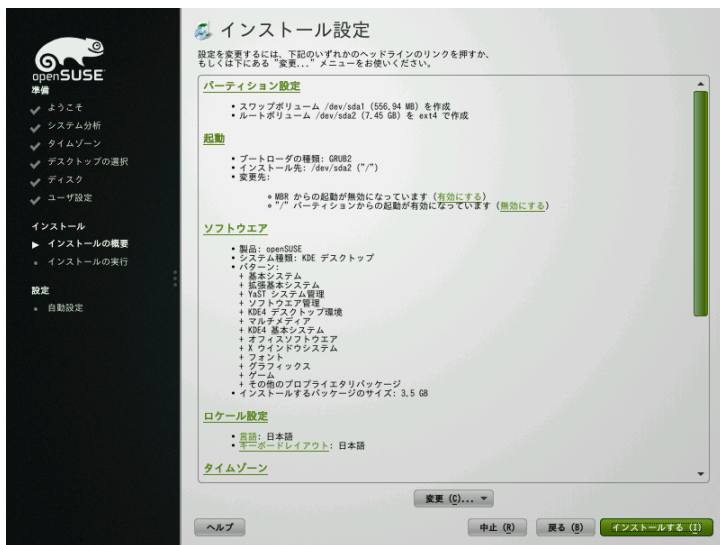 openSUSE
準備
ようこそ
システム分析
タイムゾーン
デスクトップの選択
ディスク
ユーザ設定
インストール
インストールの概要
インストールの実行
設定
自動設定
インストール設定
設定を変更するには、下記のいずれかのヘッドラインのリンクを押すか、
もしくは下にある "変更..." メニューをお使いください。
パーティション設定
• スワップボリューム /dev/sda1 (556.94 MB) を作成
• ルートボリューム /dev/sda2 (7.45 GB) を ext4 で作成
起動
• ブートローダの種類: GRUB2
• インストール先: /dev/sda2 ("/")
• 変更先:
MBR からの起動が無効になっています (有効にする)
"/" パーティションからの起動が有効になっています (無効にする)
ソフトウエア
• 製品: openSUSE
• システム種類: KDE デスクトップ
• パターン:
+ 基本システム
+ 拡張基本システム
+ YaST システム管理
+ ソフトウエア管理
+ KDE4 デスクトップ環境
+ マルチメディア
+ KDE4 基本システム
+ オフィスソフトウエア
+ X ウインドウシステム
+ フォント
+ グラフィックス
+ ゲーム
+ その他のプロプライエタリパッケージ
• インストールするパッケージのサイズ: 3.5 GB
ロケール設定
• 言語: 日本語
• キーボードレイアウト: 日本語
タイムゾーン
変更 (C)...
ヘルプ
中止 (R)
戻る (B)
インストールする (I)